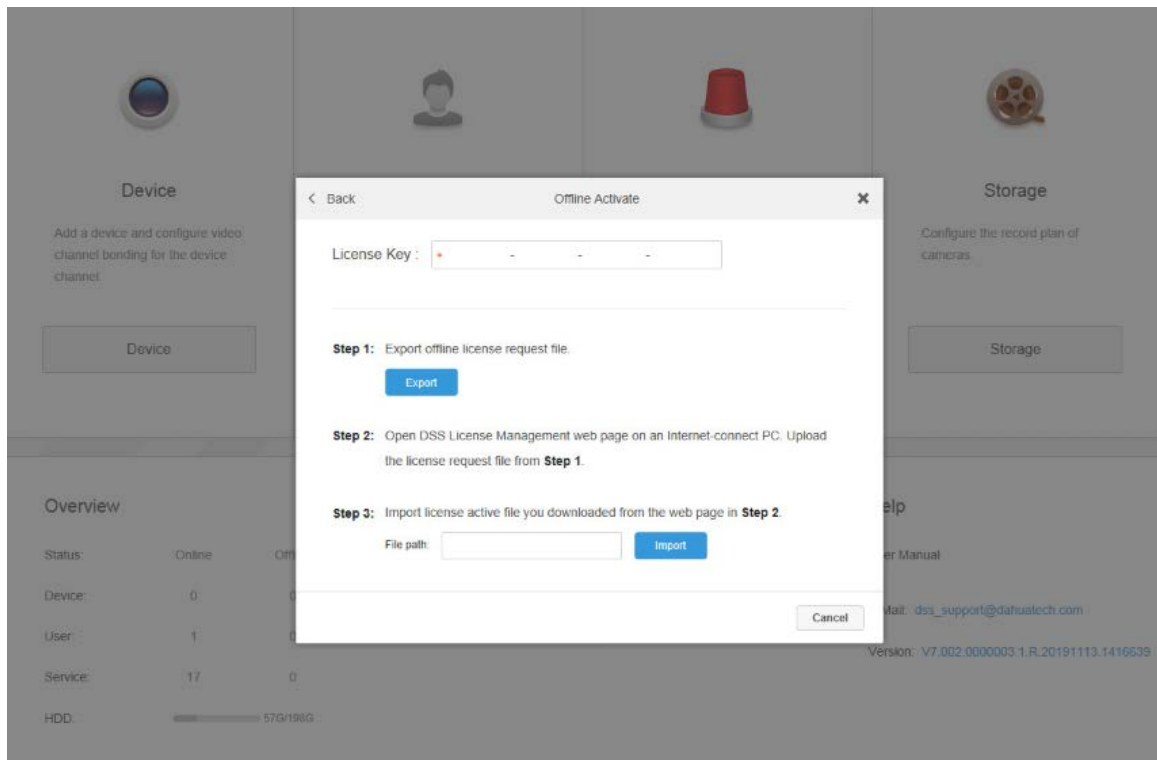 Device
Add a device and configure video
channel bonding for the device
channel.
Device
Storage
Configure the record plan of
cameras.
Storage
< Back
Offline Activate
License Key :
* - - -
Step 1: Export offline license request file.
Export
Step 2: Open DSS License Management web page on an Internet-connect PC. Upload
the license request file from Step 1.
Step 3: Import license active file you downloaded from the web page in Step 2.
File path:
Import
Cancel
Overview
Status: Online Offl
Device: 0 0
User: 1 0
Service: 17 0
HDD: 57G/198G
elp
er Manual
Mail: dss_support@dahuatech.com
Version: V7.002.0000003.1.R.20191113.1416639